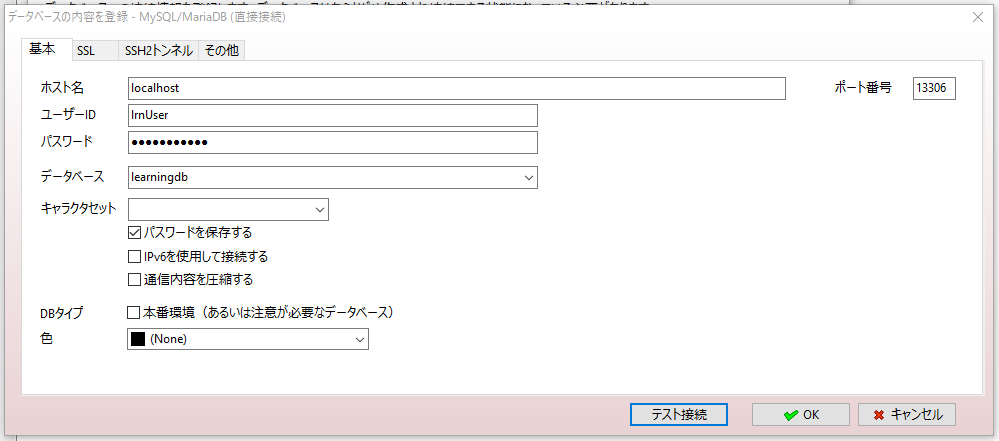 データベースの内容を登録 - MySQL/MariaDB (直接接続)
基本 SSL SSH2トンネル その他
ホスト名 localhost ポート番号 13306
ユーザーID lrnUser
パスワード ●●●●●●●●●●●
データベース learningdb
キャラクタセット
パスワードを保存する
IPv6を使用して接続する
通信内容を圧縮する
DBタイプ 本番環境（あるいは注意が必要なデータベース）
色 (None)
テスト接続 OK キャンセル